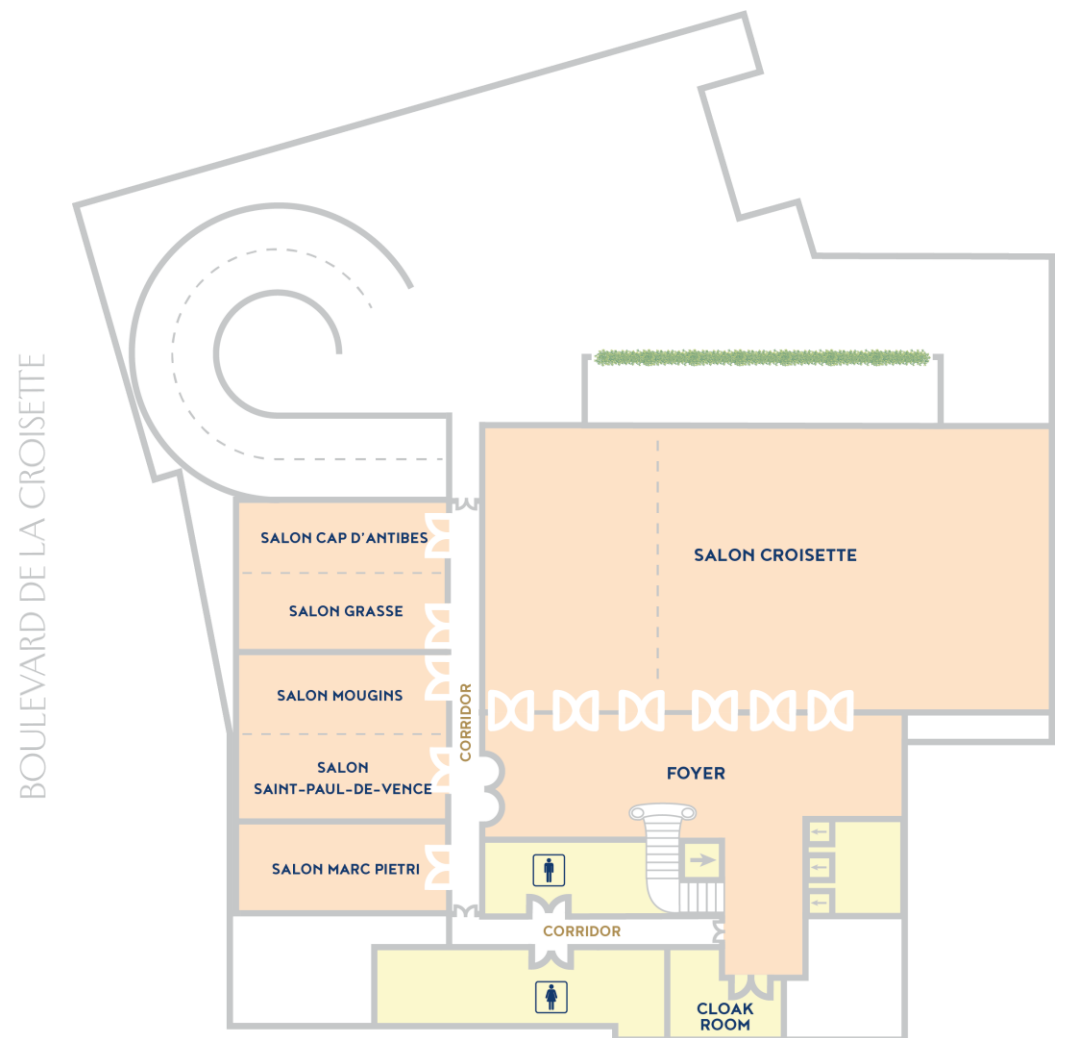 BOULEVARD DE LA CROISETTE
SALON CAP D'ANTIBES
SALON GRASSE
SALON MOUGINS
SALON
SAINT-PAUL-DE-VENCE
SALON MARC PIETRI
CORRIDOR
SALON CROISETTE
FOYER
CORRIDOR
CLOAK
ROOM